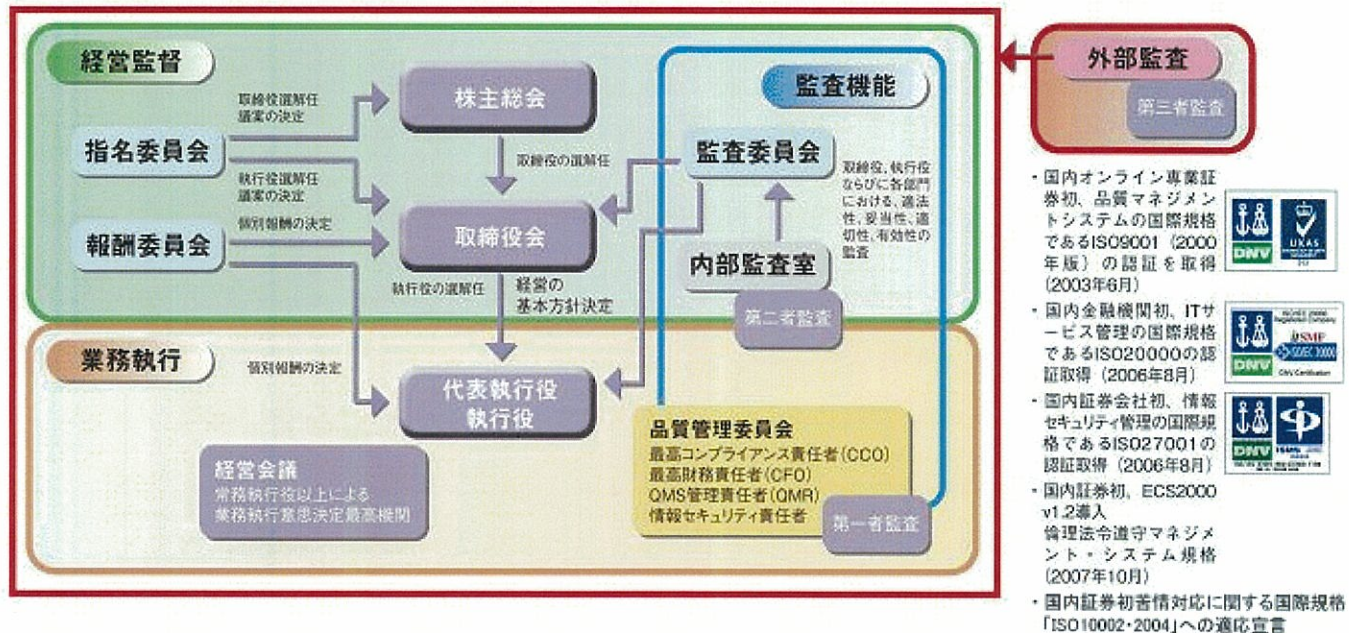 経営監督
株主総会
取締役選解任
議案の決定
指名委員会
執行役選解任
議案の決定
取締役の選解任
報酬委員会
個別報酬の決定
取締役会
執行役の選解任
経営の
基本方針決定
監査機能
監査委員会
取締役、執行役
ならびに各部門
における、適法
性、妥当性、適
切性、有効性の
監査
内部監査室
第二者監査
業務執行
個別報酬の決定
代表執行役
執行役
経営会議
常務執行役以上による
業務執行意思決定最高機関
品質管理委員会
最高コンプライアンス責任者(CCO)
最高財務責任者(CFO)
QMS管理責任者(QMR)
情報セキュリティ責任者
第一者監査
外部監査
第三者監査
・国内オンライン専業証
券初、品質マネジメン
トシステムの国際規格
であるISO9001(2000
年版)の認証を取得
(2003年6月)
DNV
UKAS
・国内金融機関初、ITサ
ービス管理の国際規格
であるISO20000の認
証取得(2006年8月)
DNV
itSMF
・国内証券会社初、情報
セキュリティ管理の国際規
格であるISO27001の
認証取得(2006年8月)
DNV
ISMS
・国内証券初、ECS2000
v1.2導入
倫理法令遵守マネジメ
ント・システム規格
(2007年10月)
・国内証券初苦情対応に関する国際規格
「ISO10002・2004」への適応宣言